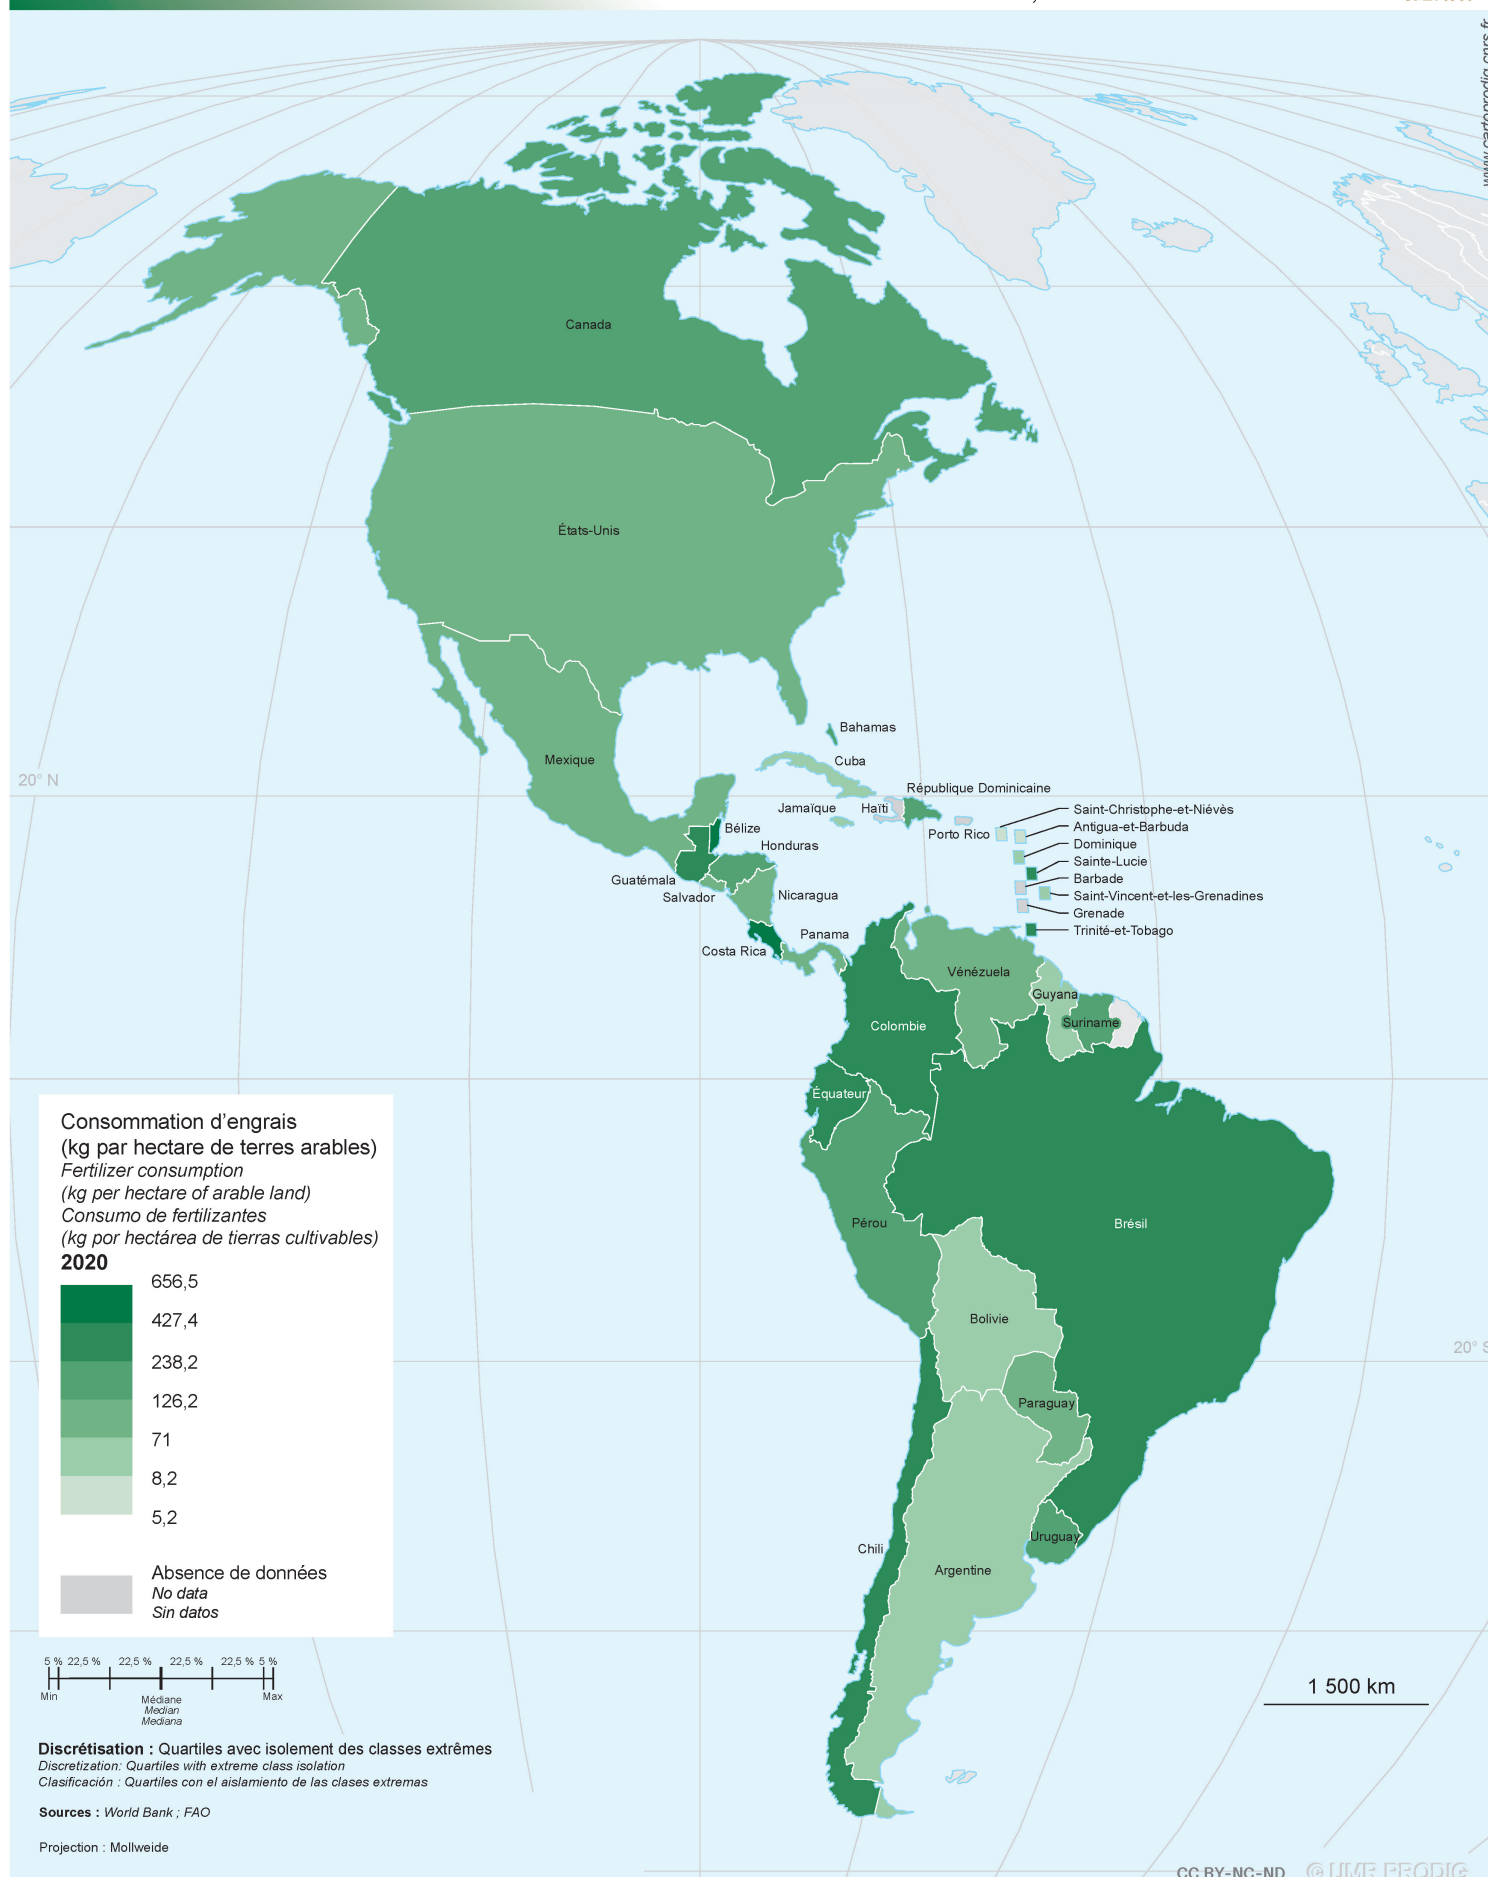 www.cartoprodig.cnrs.fr
Canada
États-Unis
Mexique
Bahamas
Cuba
République Dominicaine
Jamaïque
Haïti
Porto Rico
Saint-Christophe-et-Niévès
Antigua-et-Barbuda
Dominique
Sainte-Lucie
Barbade
Saint-Vincent-et-les-Grenadines
Grenade
Trinité-et-Tobago
20° N
Bélize
Honduras
Guatémala
Salvador
Nicaragua
Panama
Costa Rica
Vénézuela
Guyana
Suriname
Colombie
Équateur
Pérou
Brésil
Bolivie
Paraguay
20° S
Chili
Uruguay
Argentine
Consommation d'engrais
(kg par hectare de terres arables)
Fertilizer consumption
(kg per hectare of arable land)
Consumo de fertilizantes
(kg por hectárea de tierras cultivables)
2020
656,5
427,4
238,2
126,2
71
8,2
5,2
Absence de données
No data
Sin datos
5 % 22,5 % 22,5 % 22,5 % 22,5 % 5 %
Min Max
Médiane
Median
Mediana
1 500 km
Discrétisation : Quartiles avec isolement des classes extrêmes
Discretization: Quartiles with extreme class isolation
Clasificación : Quartiles con el aislamiento de las clases extremas
Sources : World Bank ; FAO
Projection : Mollweide
CC BY-NC-ND © UMR PRODIG